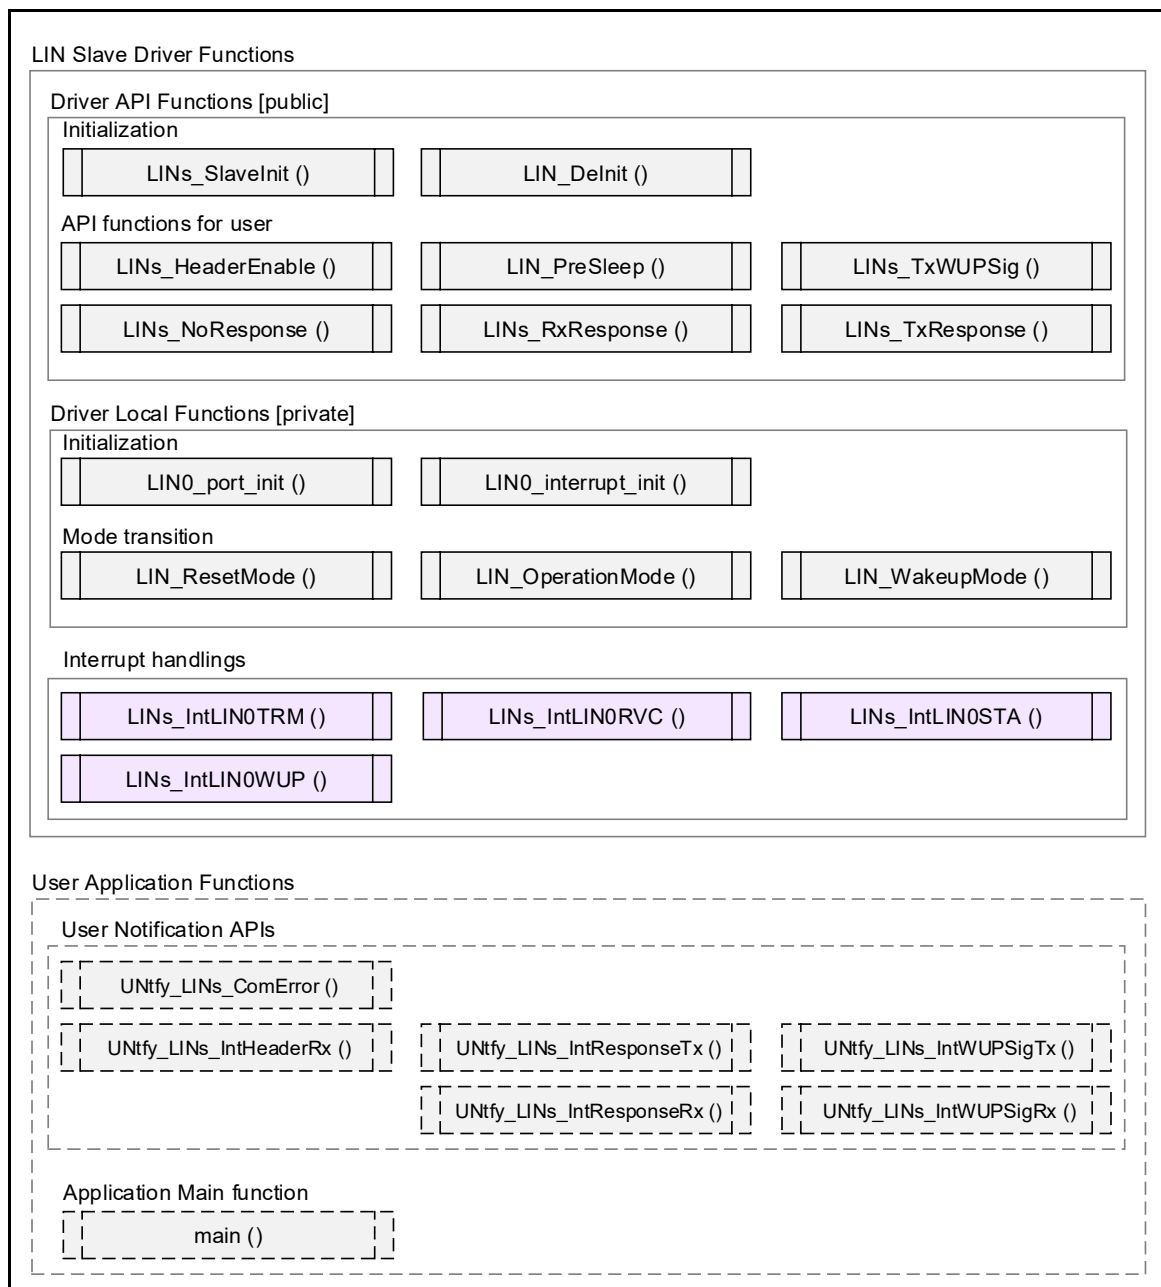 LIN Slave Driver Functions
Driver API Functions [public]
Initialization
LINs_SlaveInit () LIN_DeInit ()
API functions for user
LINs_HeaderEnable () LIN_PreSleep () LINs_TxWUPSig ()
LINs_NoResponse () LINs_RxResponse () LINs_TxResponse ()
Driver Local Functions [private]
Initialization
LIN0_port_init () LIN0_interrupt_init ()
Mode transition
LIN_ResetMode () LIN_OperationMode () LIN_WakeupMode ()
Interrupt handlings
LINs_IntLIN0TRM () LINs_IntLIN0RVC () LINs_IntLIN0STA ()
LINs_IntLIN0WUP ()
User Application Functions
User Notification APIs
UNtfy_LINs_ComError ()
UNtfy_LINs_IntHeaderRx () UNtfy_LINs_IntResponseTx () UNtfy_LINs_IntWUPSigTx ()
UNtfy_LINs_IntResponseRx () UNtfy_LINs_IntWUPSigRx ()
Application Main function
main ()